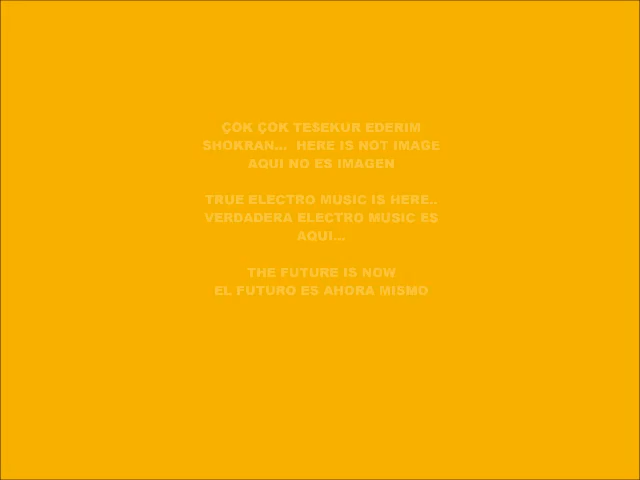 ÇOK ÇOK TEŞEKUR EDERIM
SHOKRAN... HERE IS NOT IMAGE
AQUI NO ES IMAGEN
TRUE ELECTRO MUSIC IS HERE..
VERDADERA ELECTRO MUSIC ES
AQUI...
THE FUTURE IS NOW
EL FUTURO ES AHORA MISMO